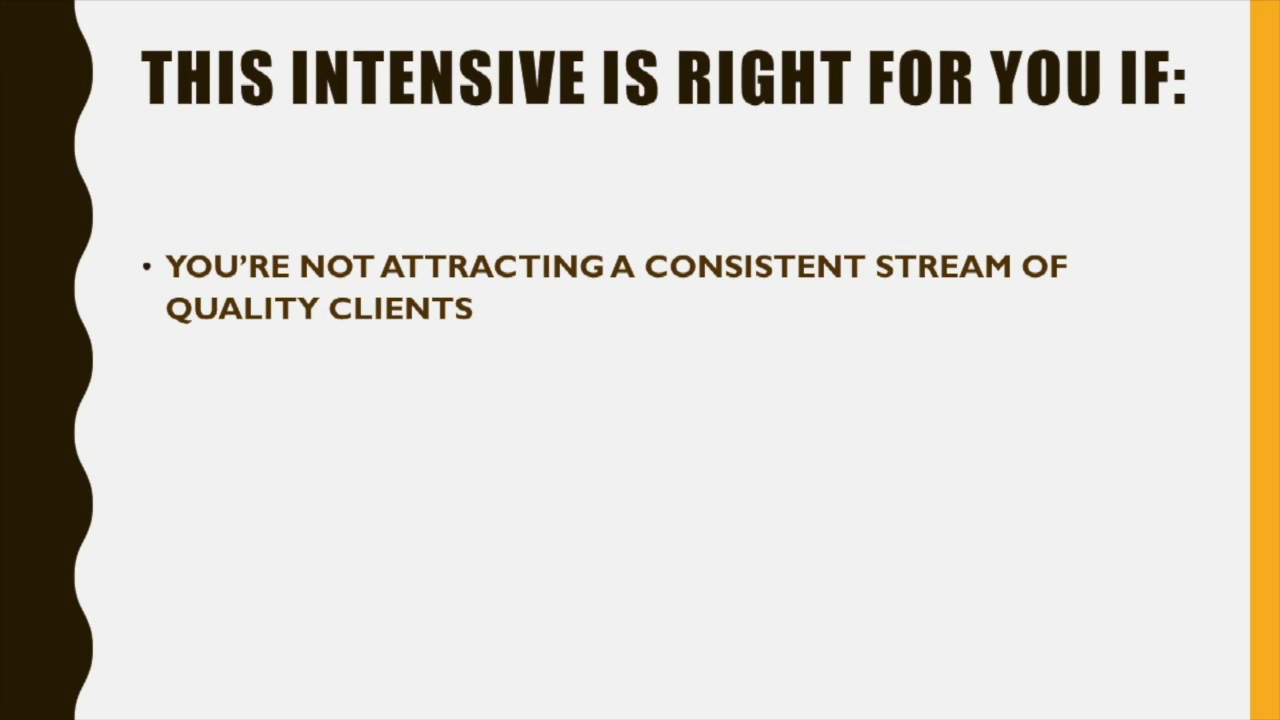 THIS INTENSIVE IS RIGHT FOR YOU IF:
• YOU’RE NOT ATTRACTING A CONSISTENT STREAM OF
QUALITY CLIENTS